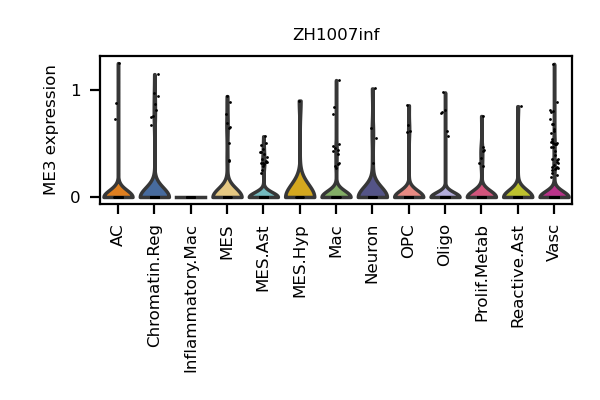 ZH1007inf
ME3 expression
1
0
AC
Chromatin.Reg
Inflammatory.Mac
MES
MES.Ast
MES.Hyp
Mac
Neuron
OPC
Oligo
Prolif.Metab
Reactive.Ast
Vasc